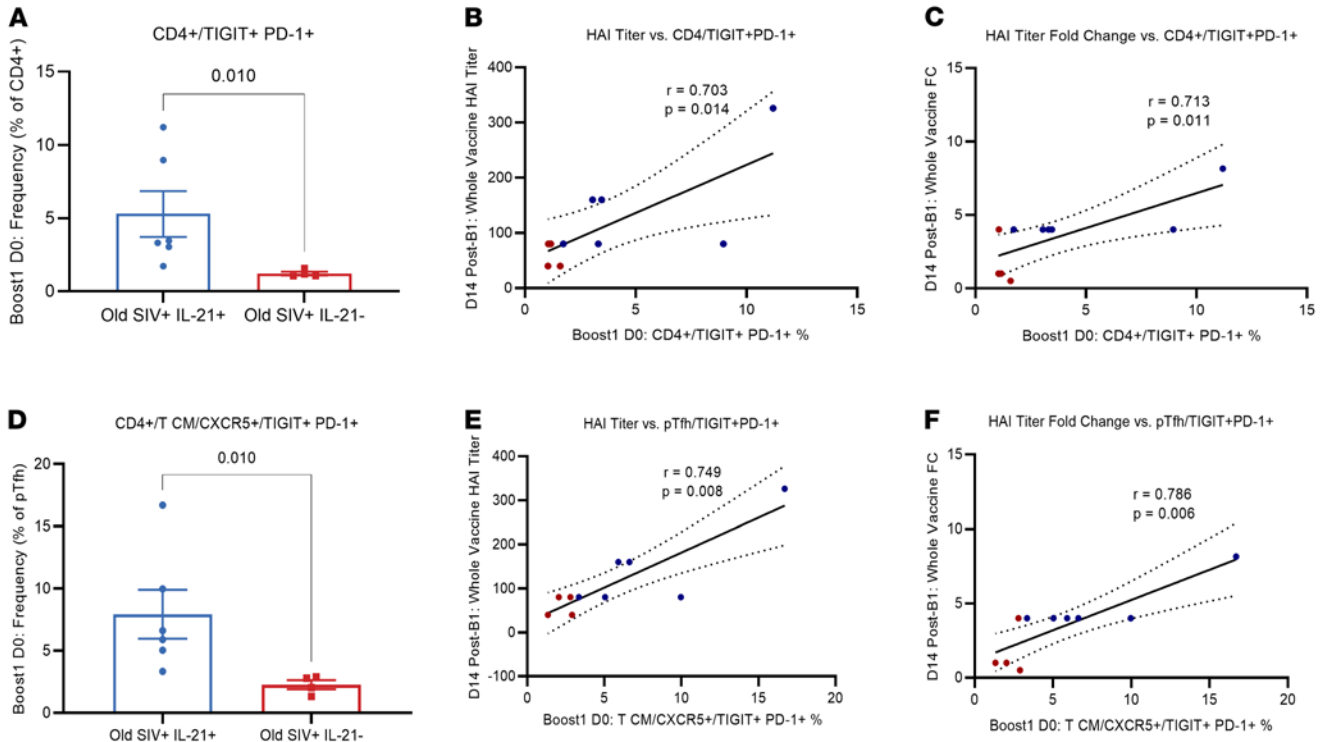 A
CD4+/TIGIT+ PD-1+
Boost1 D0: Frequency (% of CD4+)
15
10
5
0
0.010
Old SIV+ IL-21+
Old SIV+ IL-21-
B
HAI Titer vs. CD4/TIGIT+PD-1+
D14 Post-B1: Whole Vaccine HAI Titer
400
300
200
100
0
r = 0.703
p = 0.014
0
5
10
15
Boost1 D0: CD4+/TIGIT+ PD-1+ %
C
HAI Titer Fold Change vs. CD4+/TIGIT+PD-1+
D14 Post-B1: Whole Vaccine FC
15
10
5
0
r = 0.713
p = 0.011
0
5
10
15
Boost1 D0: CD4+/TIGIT+ PD-1+ %
D
CD4+/T CM/CXCR5+/TIGIT+ PD-1+
Boost1 D0: Frequency (% of pTfh)
20
15
10
5
0
0.010
Old SIV+ IL-21+
Old SIV+ IL-21-
E
HAI Titer vs. pTfh/TIGIT+PD-1+
D14 Post-B1: Whole Vaccine HAI Titer
400
300
200
100
0
-100
r = 0.749
p = 0.008
0
5
10
15
20
Boost1 D0: T CM/CXCR5+/TIGIT+ PD-1+ %
F
HAI Titer Fold Change vs. pTfh/TIGIT+PD-1+
D14 Post-B1: Whole Vaccine FC
15
10
5
0
r = 0.786
p = 0.006
0
5
10
15
20
Boost1 D0: T CM/CXCR5+/TIGIT+ PD-1+ %